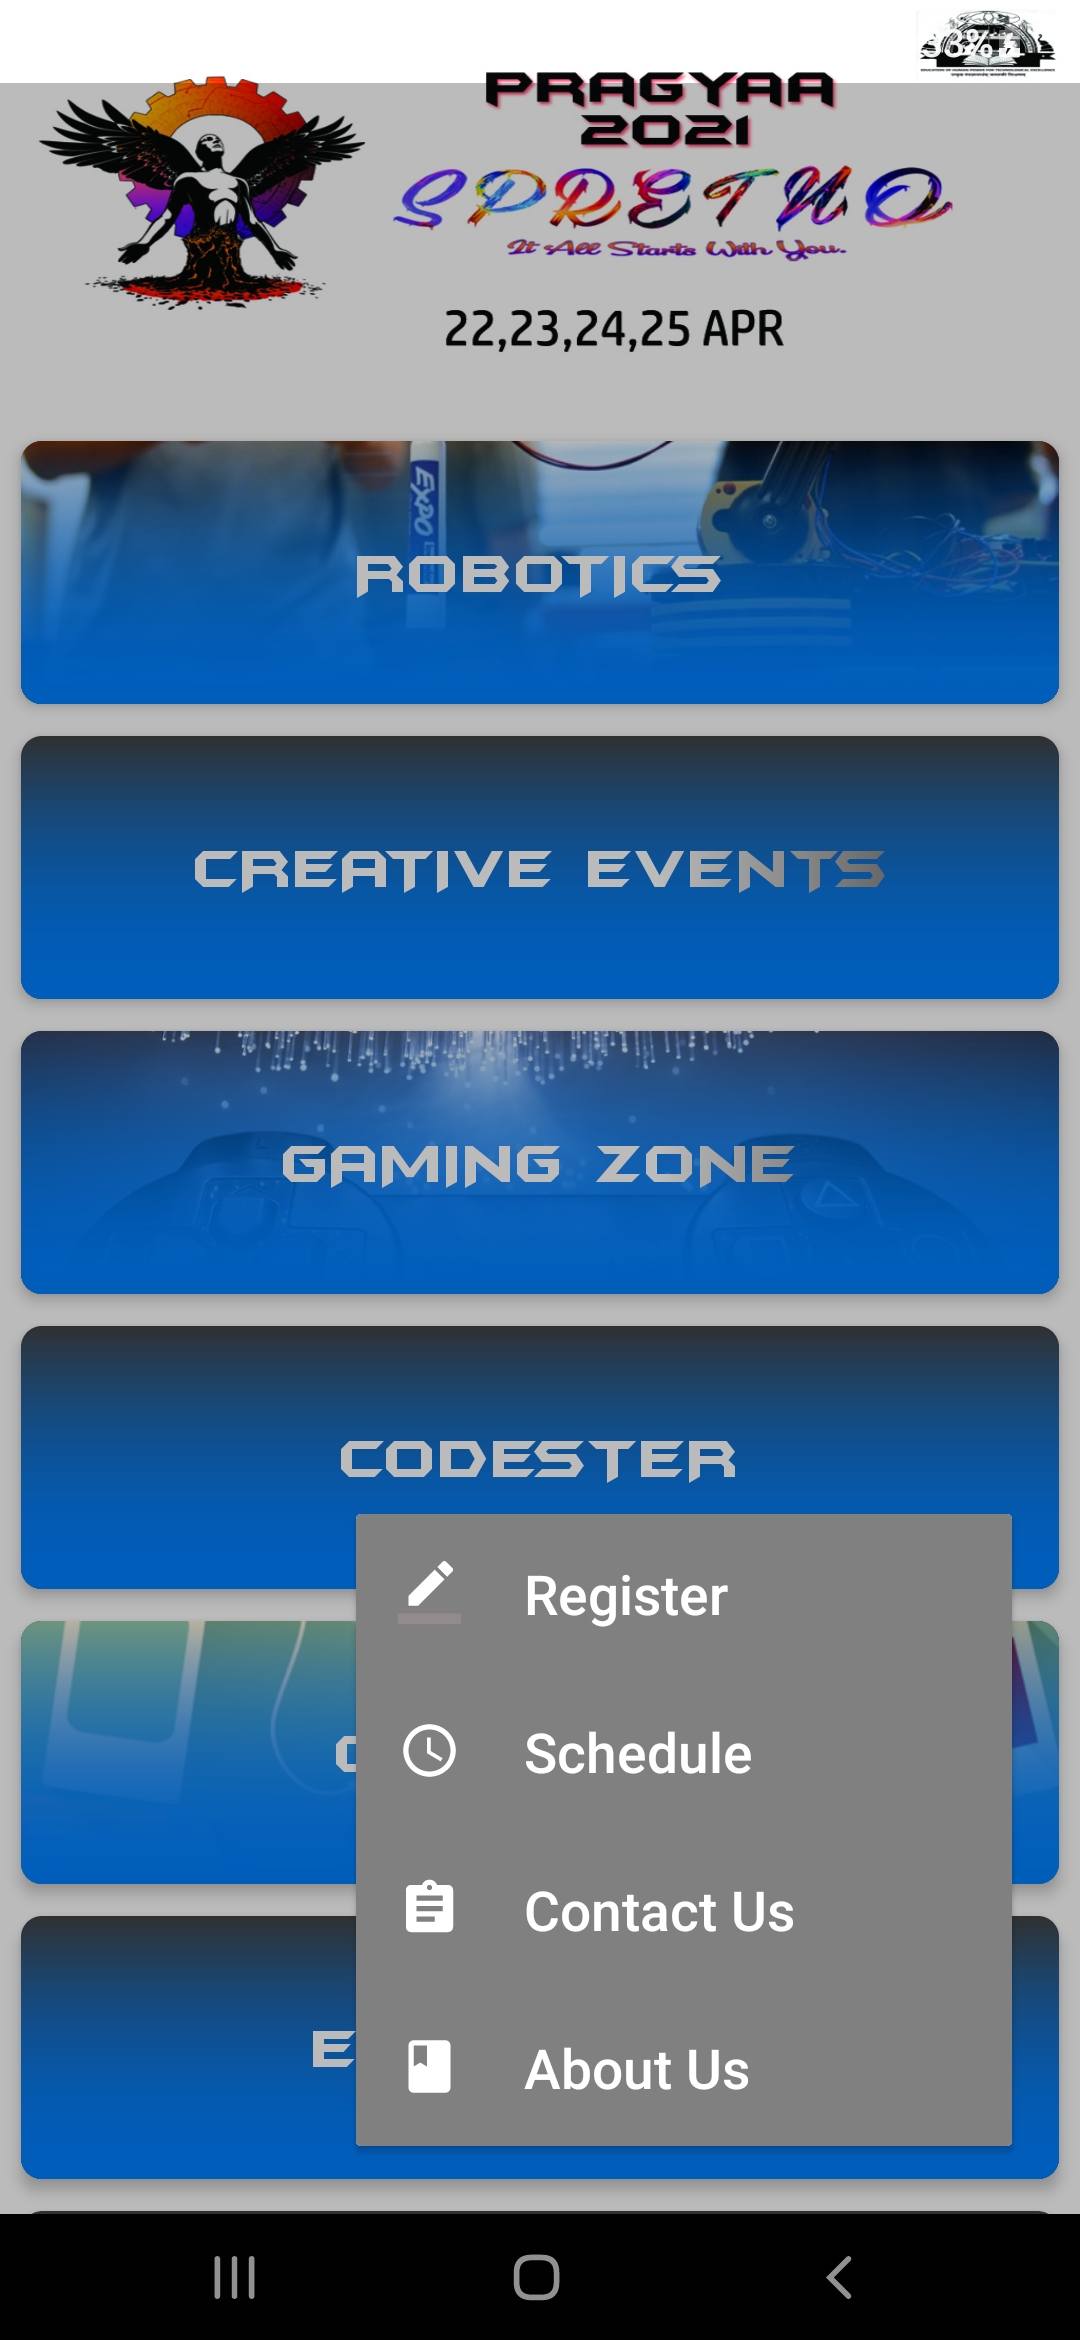 PRAGYAA
2021
SPRETNO
It All Starts With You.
22,23,24,25 APR
EXPO
ROBOTICS
CREATIVE EVENTS
GAMING ZONE
CODESTER
Register
Schedule
Contact Us
About Us